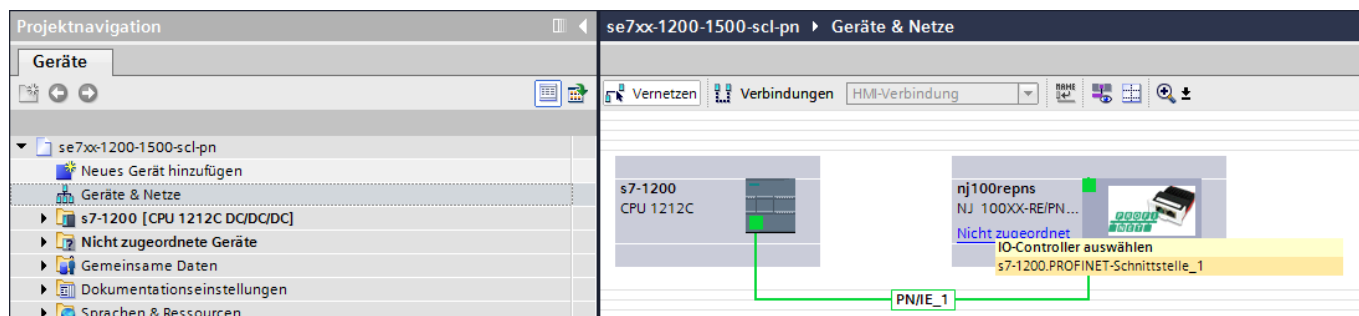 Projektnavigation
se7xx-1200-1500-scl-pn ▸ Geräte & Netze
Geräte
Vernetzen Verbindungen HMI-Verbindung
NAME
se7xx-1200-1500-scl-pn
Neues Gerät hinzufügen
Geräte & Netze
s7-1200 [CPU 1212C DC/DC/DC]
Nicht zugeordnete Geräte
Gemeinsame Daten
Dokumentationseinstellungen
Sprachen & Ressourcen
s7-1200
CPU 1212C
nj100repns
NJ 100XX-RE/PN...
Nicht zugeordnet
PROFI
NET
IO-Controller auswählen
s7-1200.PROFINET-Schnittstelle_1
PN/IE_1